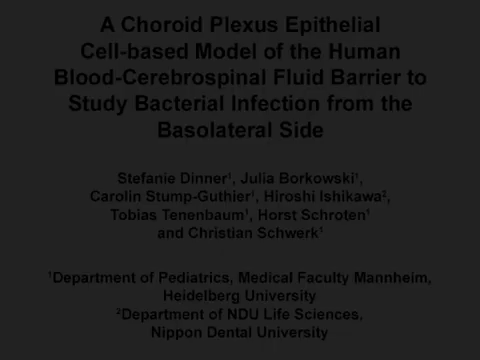 A Choroid Plexus Epithelial
Cell-based Model of the Human
Blood-Cerebrospinal Fluid Barrier to
Study Bacterial Infection from the
Basolateral Side
Stefanie Dinner¹, Julia Borkowski¹,
Carolin Stump-Guthier¹, Hiroshi Ishikawa²,
Tobias Tenenbaum¹, Horst Schroten¹
and Christian Schwerk¹
¹Department of Pediatrics, Medical Faculty Mannheim,
Heidelberg University
²Department of NDU Life Sciences,
Nippon Dental University